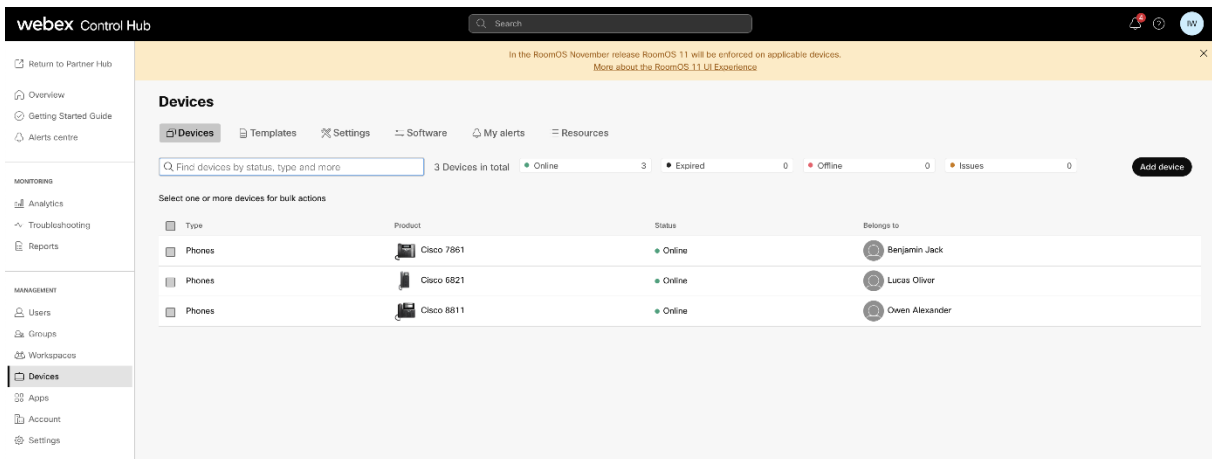 webex Control Hub
Search
4
IW
Return to Partner Hub
Overview
Getting Started Guide
Alerts centre
MONITORING
Analytics
Troubleshooting
Reports
MANAGEMENT
Users
Groups
Workspaces
Devices
Apps
Account
Settings
In the RoomOS November release RoomOS 11 will be enforced on applicable devices.
More about the RoomOS 11 UI Experience
Devices
Devices Templates Settings Software My alerts Resources
Find devices by status, type and more 3 Devices in total Online 3 Expired 0 Offline 0 Issues 0 Add device
Select one or more devices for bulk actions
Type Product Status Belongs to
Phones Cisco 7861 Online Benjamin Jack
Phones Cisco 6821 Online Lucas Oliver
Phones Cisco 8811 Online Owen Alexander